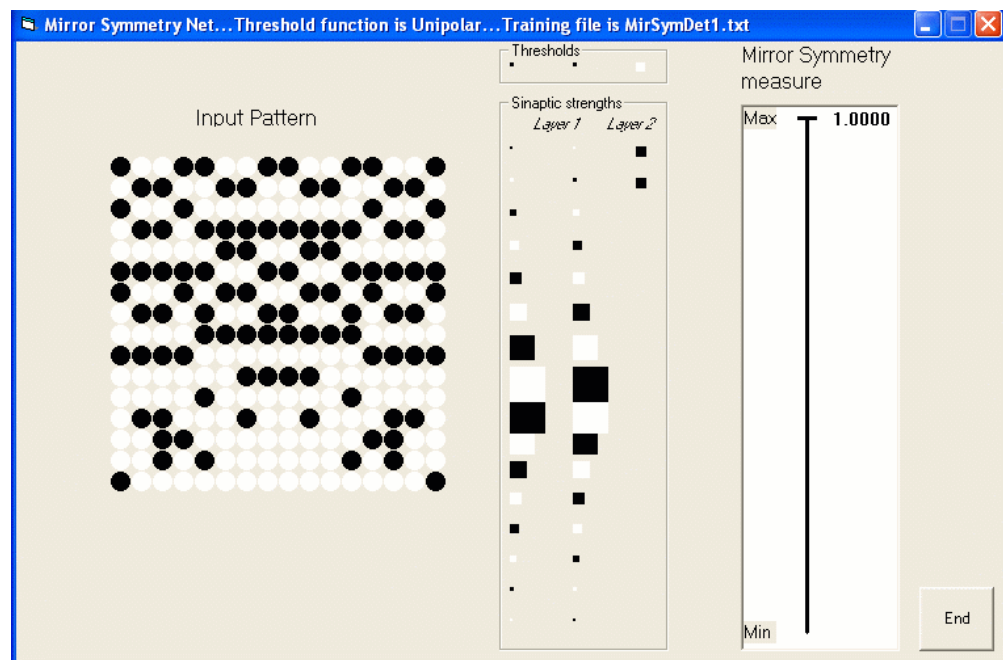 Mirror Symmetry Net...Threshold function is Unipolar...Training file is MirSymDet1.txt
Thresholds
Mirror Symmetry
measure
Input Pattern
Sinaptic strengths
Layer 1 Layer 2
Max 1.0000
Min
End